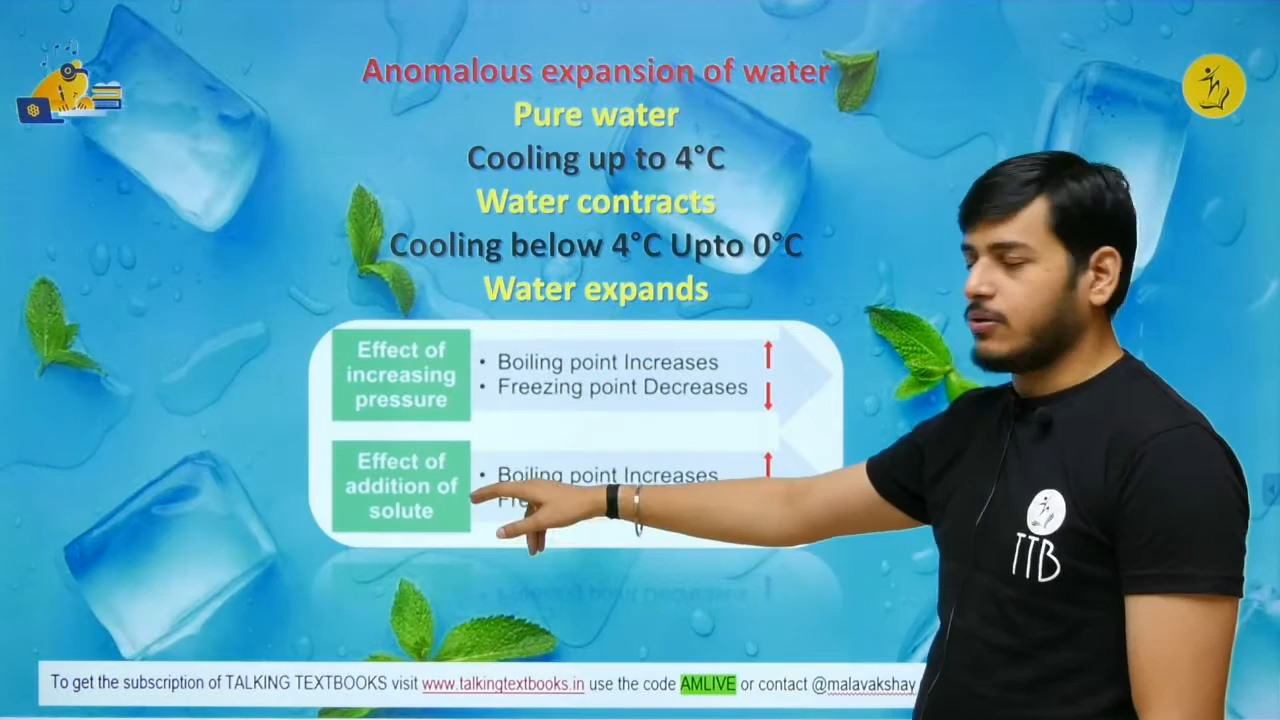 Anomalous expansion of water
Pure water
Cooling up to 4°C
Water contracts
Cooling below 4°C Upto 0°C
Water expands
Effect of
increasing
pressure
• Boiling point Increases
• Freezing point Decreases
Effect of
addition of
solute
• Boiling point Increases
TTB
To get the subscription of TALKING TEXTBOOKS visit www.talkingtextbooks.in use the code AMLIVE or contact @malavakshay